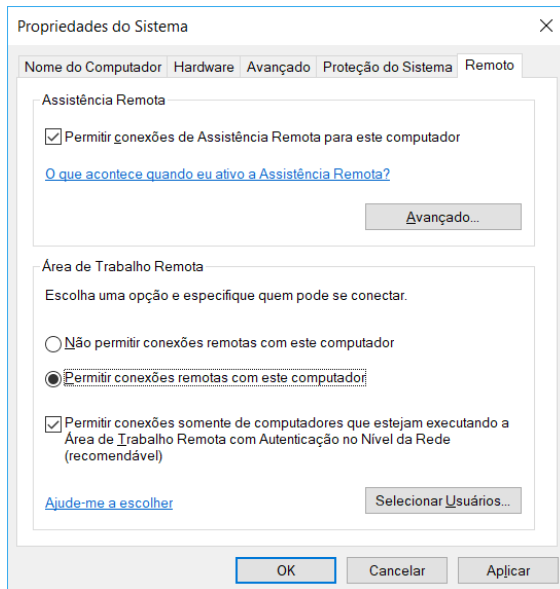 Propriedades do Sistema
Nome do Computador Hardware Avançado Proteção do Sistema Remoto
Assistência Remota
Permitir conexões de Assistência Remota para este computador
O que acontece quando eu ativo a Assistência Remota?
Avançado...
Área de Trabalho Remota
Escolha uma opção e especifique quem pode se conectar.
Não permitir conexões remotas com este computador
Permitir conexões remotas com este computador
Permitir conexões somente de computadores que estejam executando a
Área de Trabalho Remota com Autenticação no Nível da Rede
(recomendável)
Ajude-me a escolher
Selecionar Usuários...
OK Cancelar Aplicar